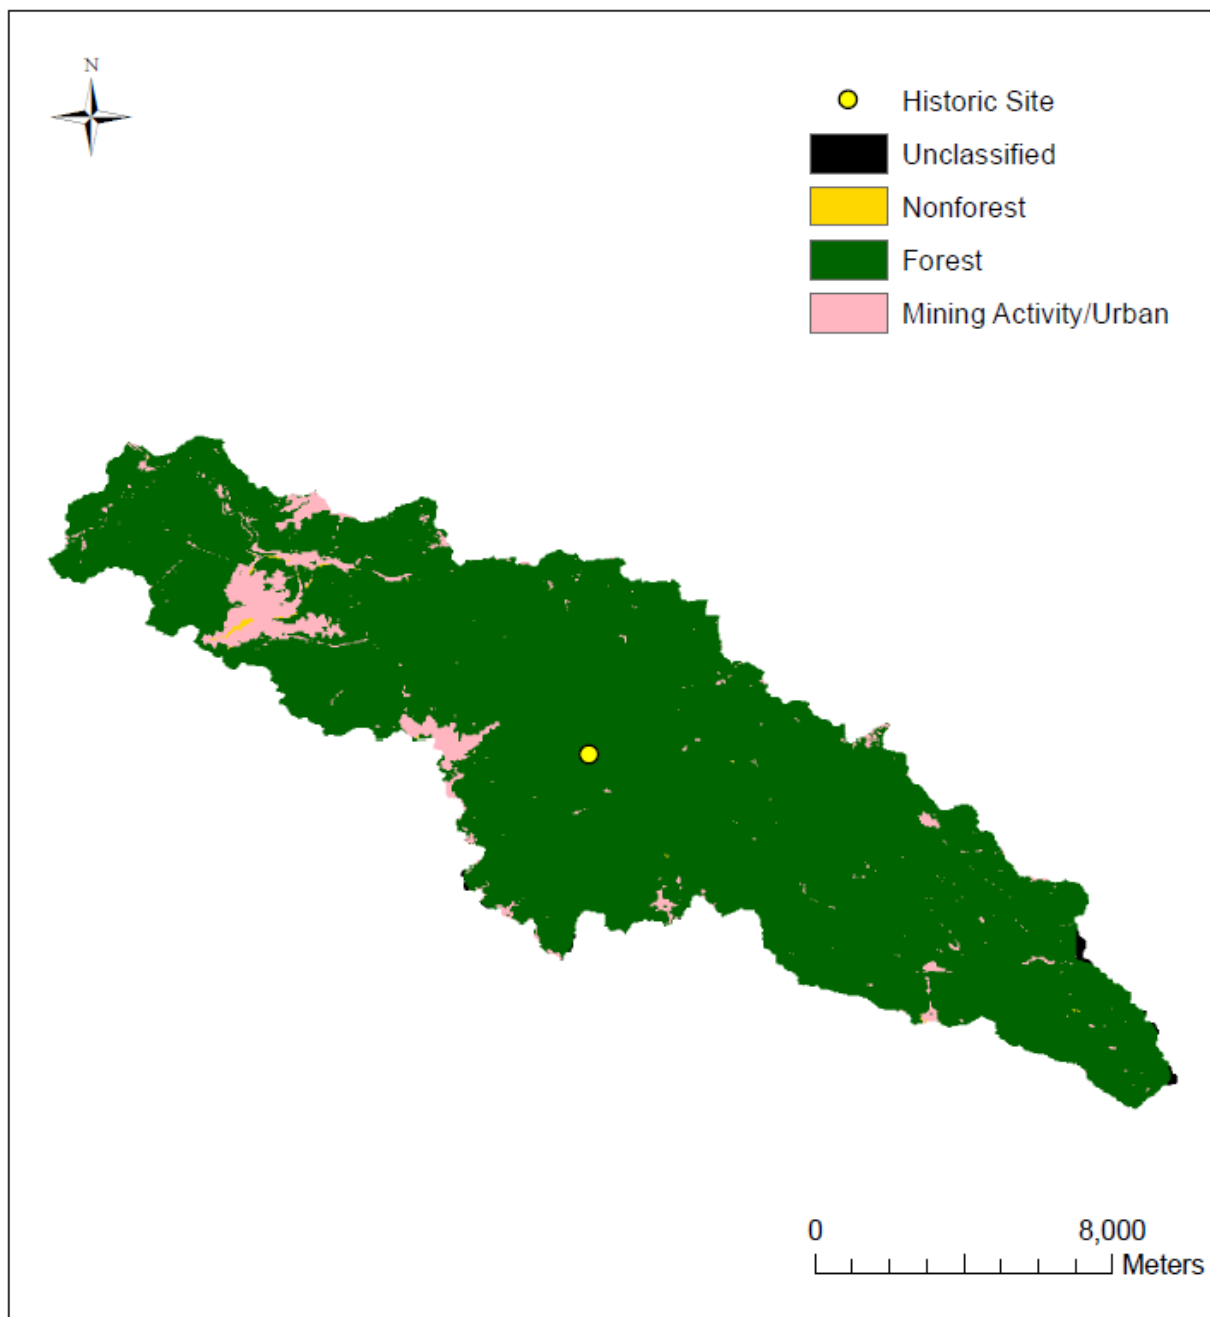 N
Historic Site
Unclassified
Nonforest
Forest
Mining Activity/Urban
0 8,000
Meters